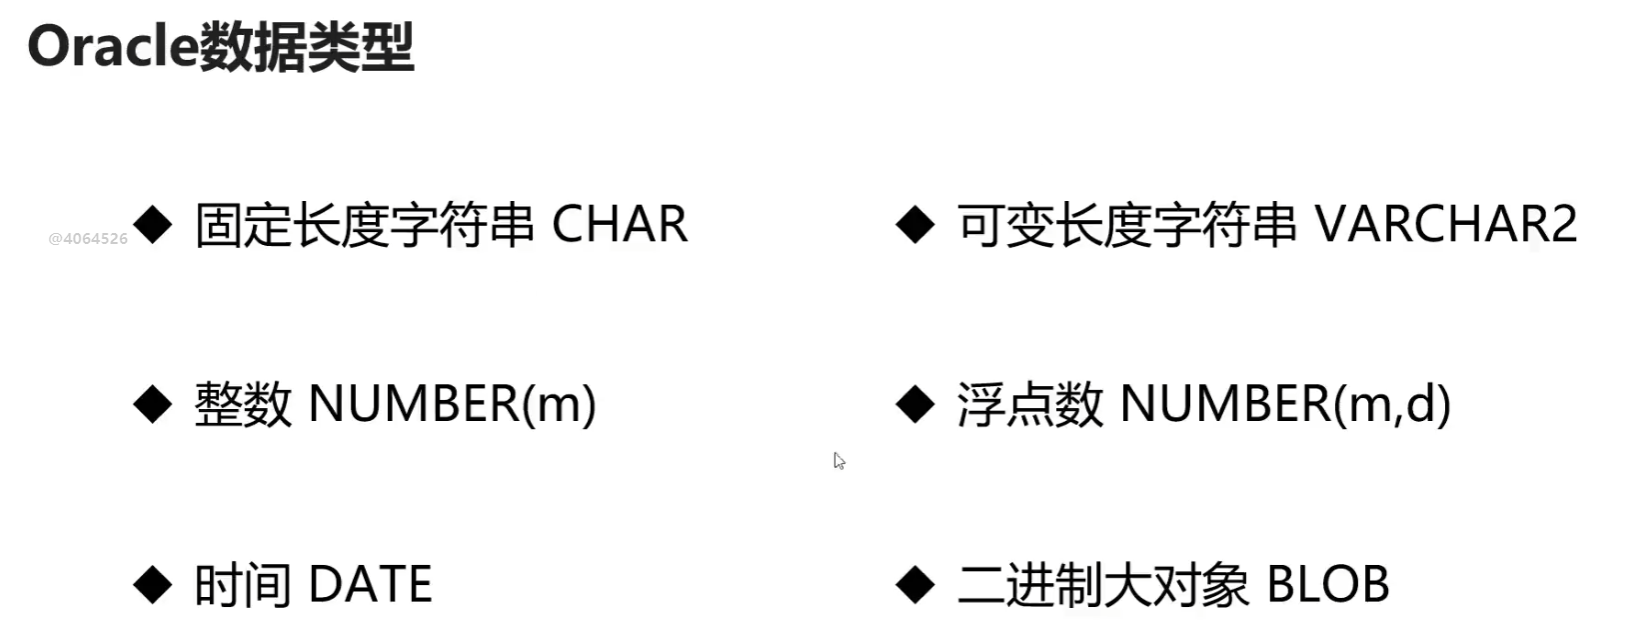 Oracle数据类型
@4064526
◆ 固定长度字符串 CHAR
◆ 可变长度字符串 VARCHAR2
◆ 整数 NUMBER(m)
◆ 浮点数 NUMBER(m,d)
◆ 时间 DATE
◆ 二进制大对象 BLOB